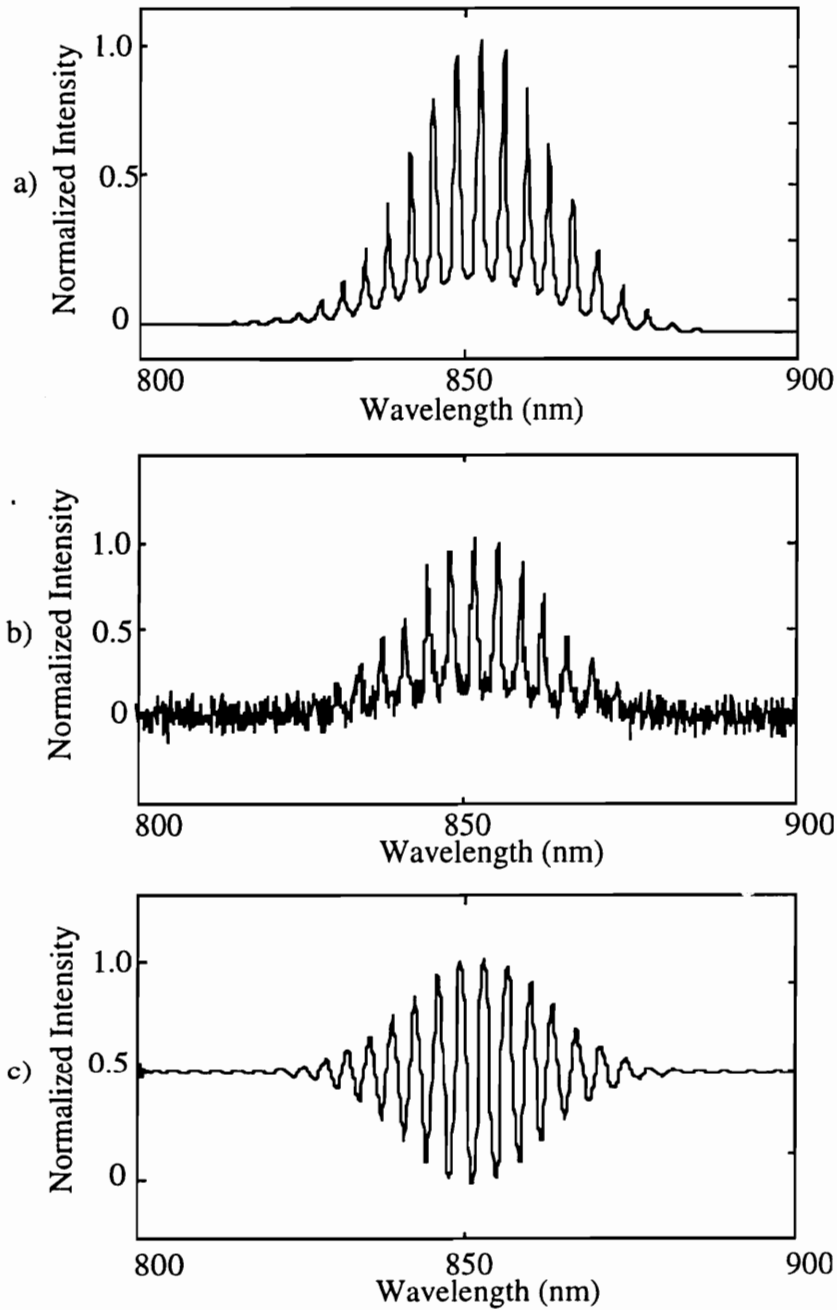 a)
Normalized Intensity
1.0
0.5
0
800 850 900
Wavelength (nm)
b)
Normalized Intensity
1.0
0.5
0
800 850 900
Wavelength (nm)
c)
Normalized Intensity
1.0
0.5
0
800 850 900
Wavelength (nm)